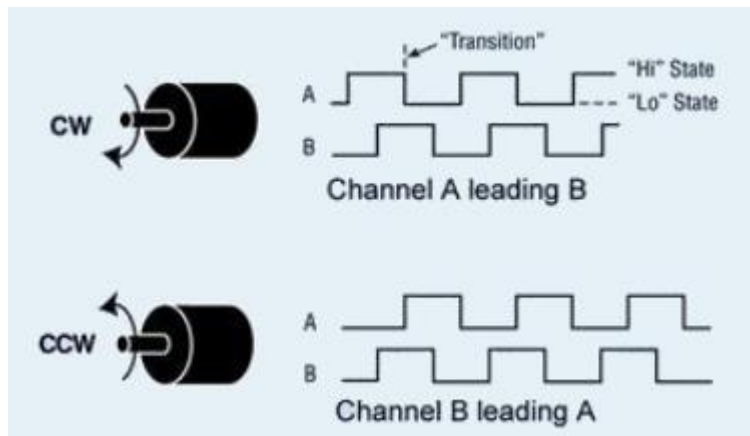 "Transition"
A
"Hi" State
"Lo" State
CW
B
Channel A leading B
A
CCW
B
Channel B leading A